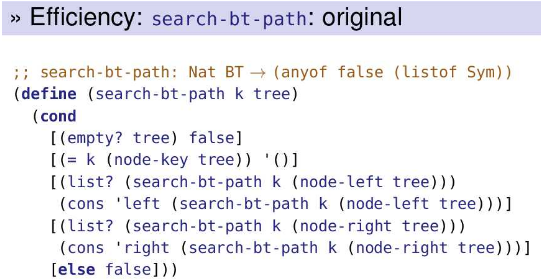 » Efficiency: search-bt-path: original
;; search-bt-path: Nat BT → (anyof false (listof Sym))
(define (search-bt-path k tree)
  (cond
    [(empty? tree) false]
    [(= k (node-key tree)) '()]
    [(list? (search-bt-path k (node-left tree)))
     (cons 'left (search-bt-path k (node-left tree)))]
    [(list? (search-bt-path k (node-right tree)))
     (cons 'right (search-bt-path k (node-right tree)))]
    [else false]))